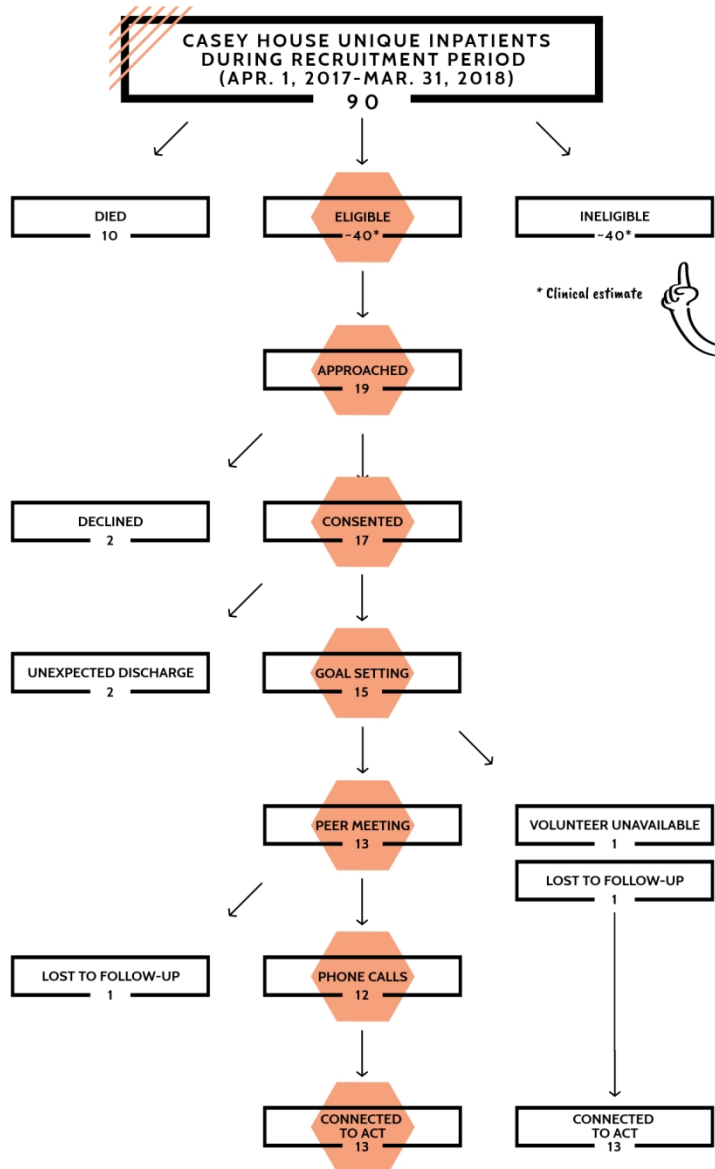 CASEY HOUSE UNIQUE INPATIENTS
DURING RECRUITMENT PERIOD
(APR. 1, 2017-MAR. 31, 2018)
90
DIED
10
ELIGIBLE
~40*
INELIGIBLE
~40*
* Clinical estimate
APPROACHED
19
DECLINED
2
CONSENTED
17
UNEXPECTED DISCHARGE
2
GOAL SETTING
15
PEER MEETING
13
VOLUNTEER UNAVAILABLE
1
LOST TO FOLLOW-UP
1
LOST TO FOLLOW-UP
1
PHONE CALLS
12
CONNECTED
TO ACT
13
CONNECTED
TO ACT
13